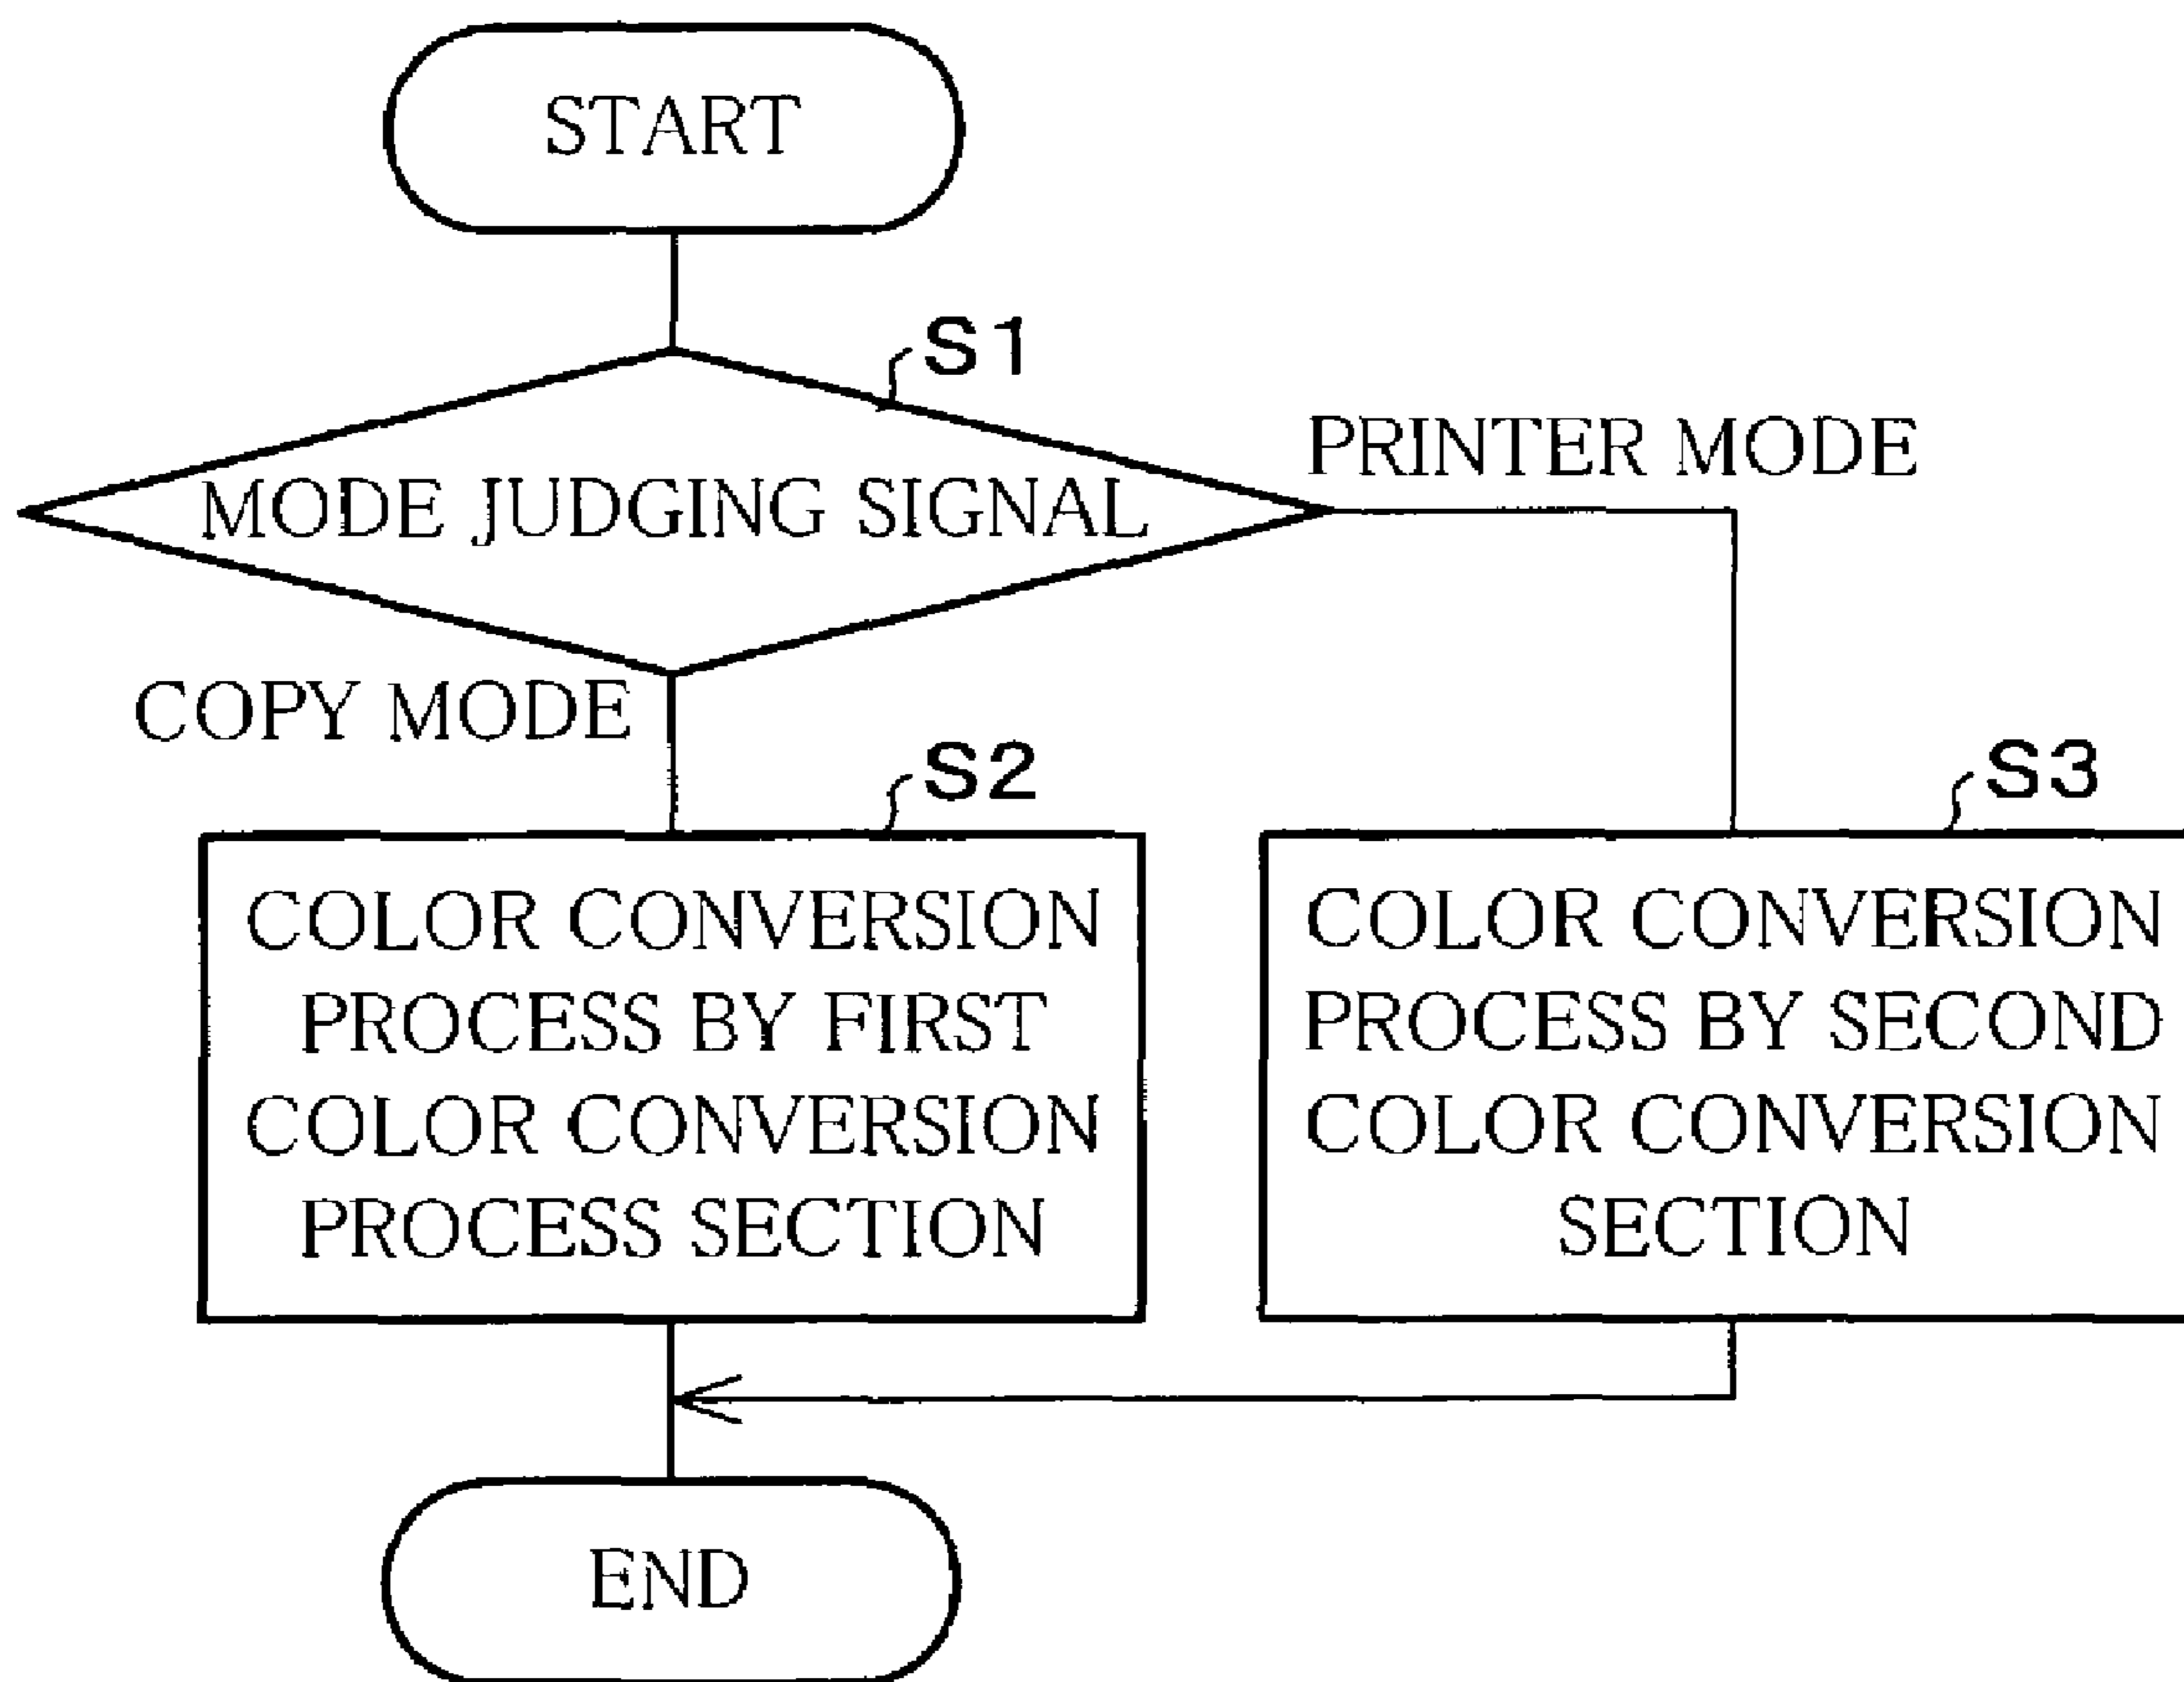 START
S1
PRINTER MODE
MODE JUDGING SIGNAL
COPY MODE
S2
S3
COLOR CONVERSION
PROCESS BY FIRST
COLOR CONVERSION
PROCESS SECTION
COLOR CONVERSION
PROCESS BY SECOND
COLOR CONVERSION
SECTION
END